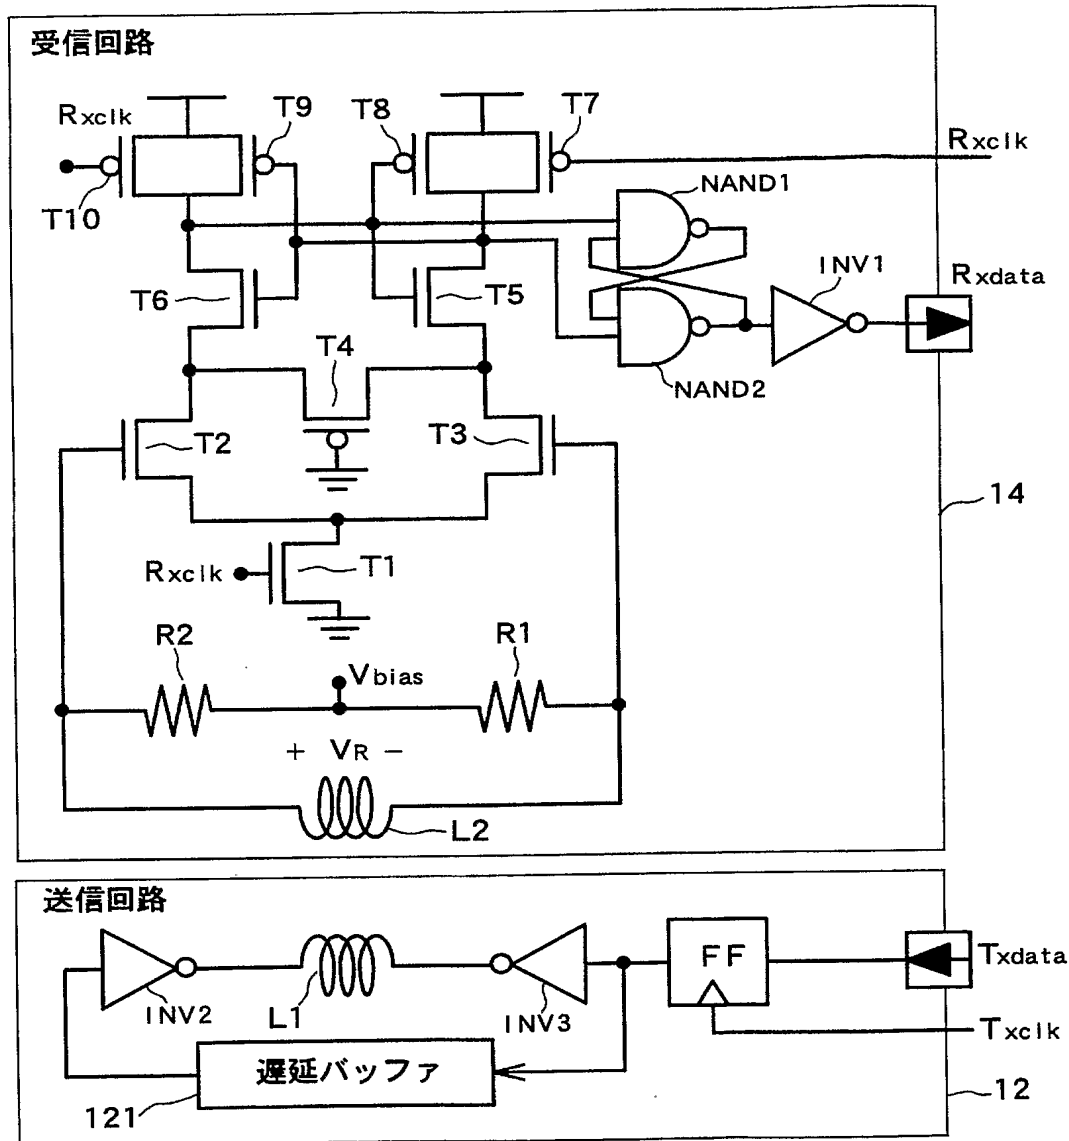 受信回路
Rxclk
T9
T8
T7
Rxclk
T10
NAND1
INV1
Rxdata
T6
T5
T4
NAND2
T2
T3
14
Rxclk
T1
R2
R1
Vbias
+ VR −
L2
送信回路
FF
Txdata
INV2
L1
INV3
Txclk
遅延バッファ
121
12